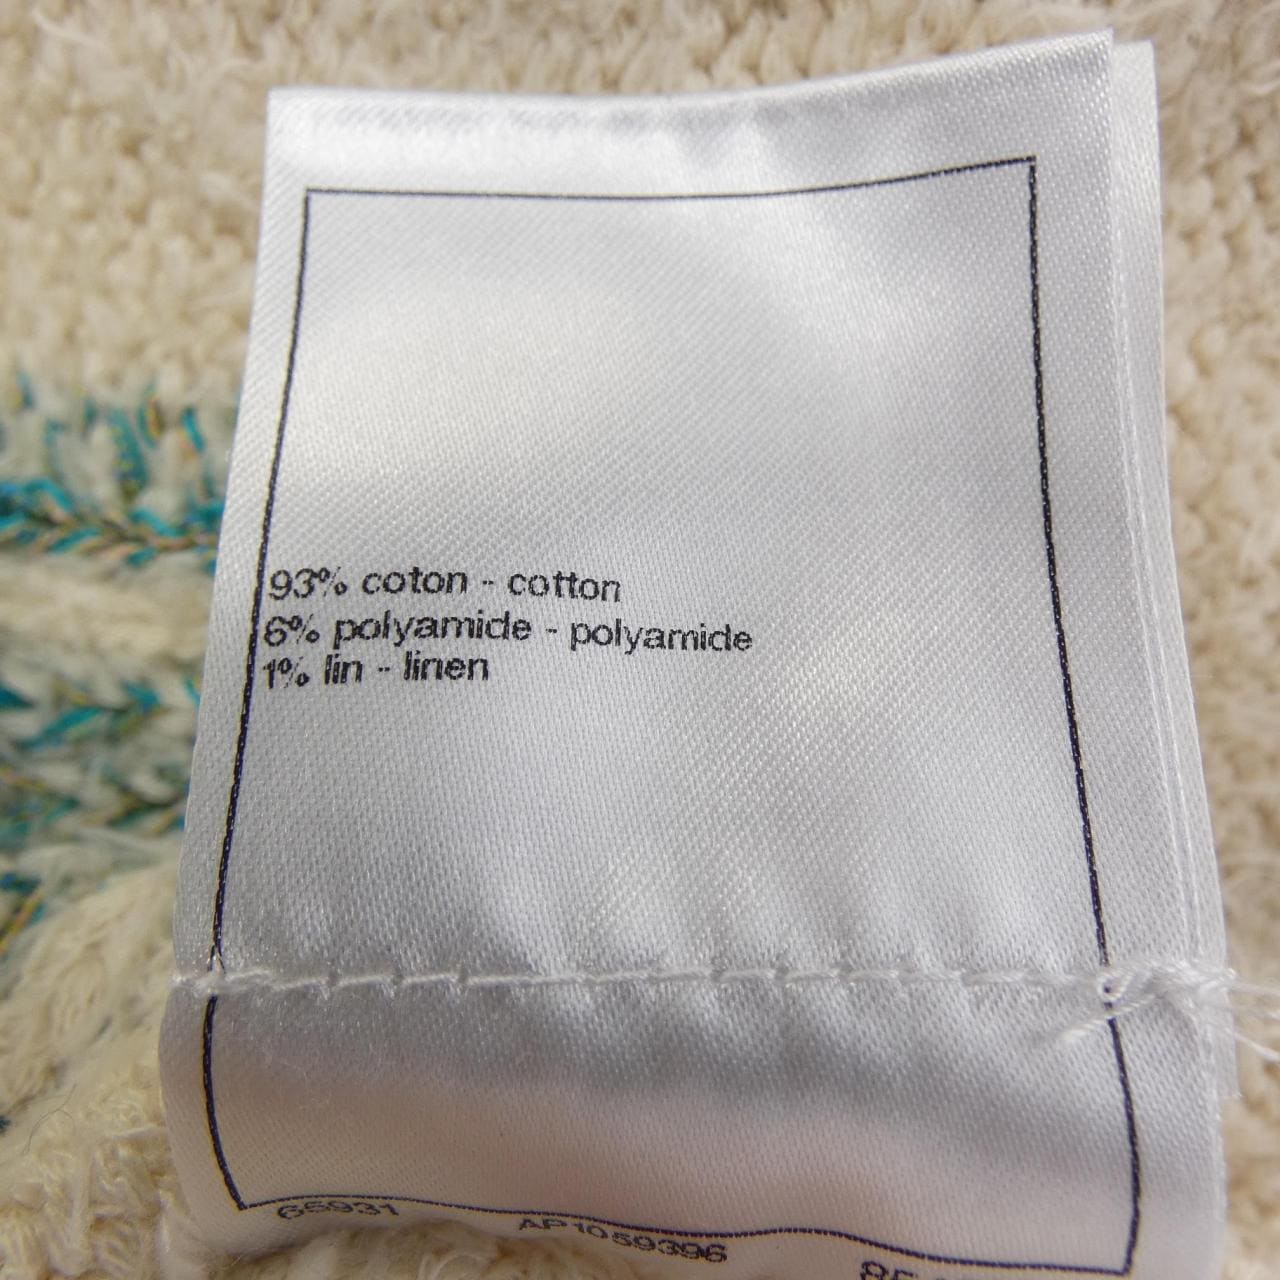 93% coton - cotton
6% polyamide - polyamide
1% lin - linen
65931 AP1059396